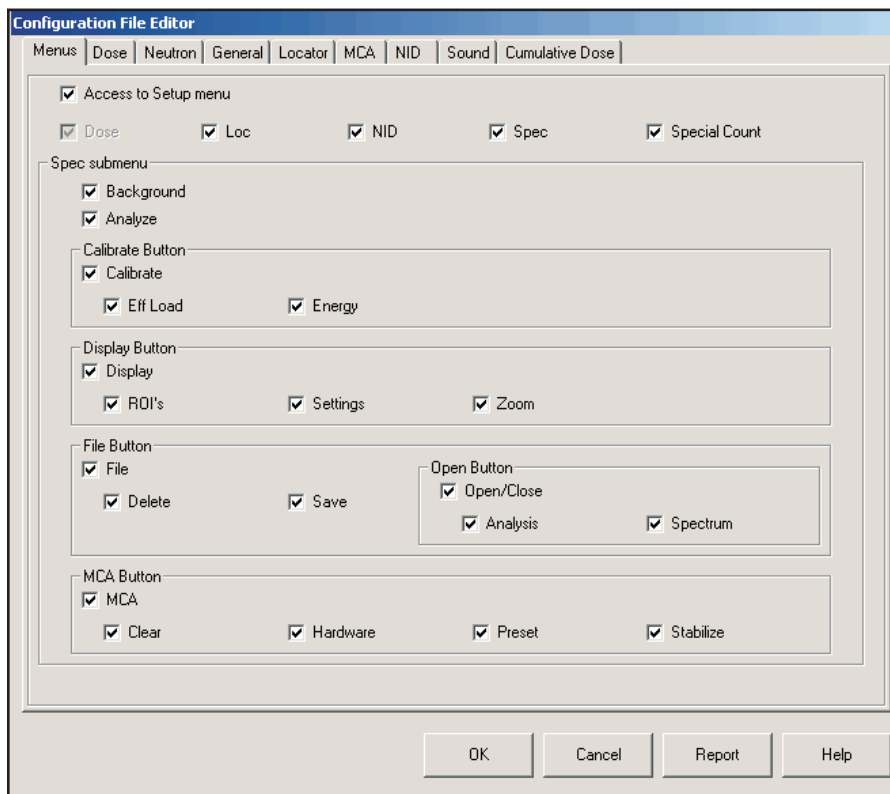 Configuration File Editor
Menus Dose Neutron General Locator MCA NID Sound Cumulative Dose
Access to Setup menu
Dose Loc NID Spec Special Count
Spec submenu
Background
Analyze
Calibrate Button
Calibrate
Eff Load Energy
Display Button
Display
ROI's Settings Zoom
File Button
File
Delete Save
Open Button
Open/Close
Analysis Spectrum
MCA Button
MCA
Clear Hardware Preset Stabilize
OK Cancel Report Help